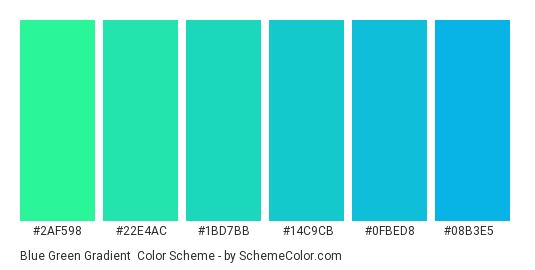 #2AF598 #22E4AC #1BD7BB #14C9CB #0FBED8 #08B3E5
Blue Green Gradient  Color Scheme - by SchemeColor.com